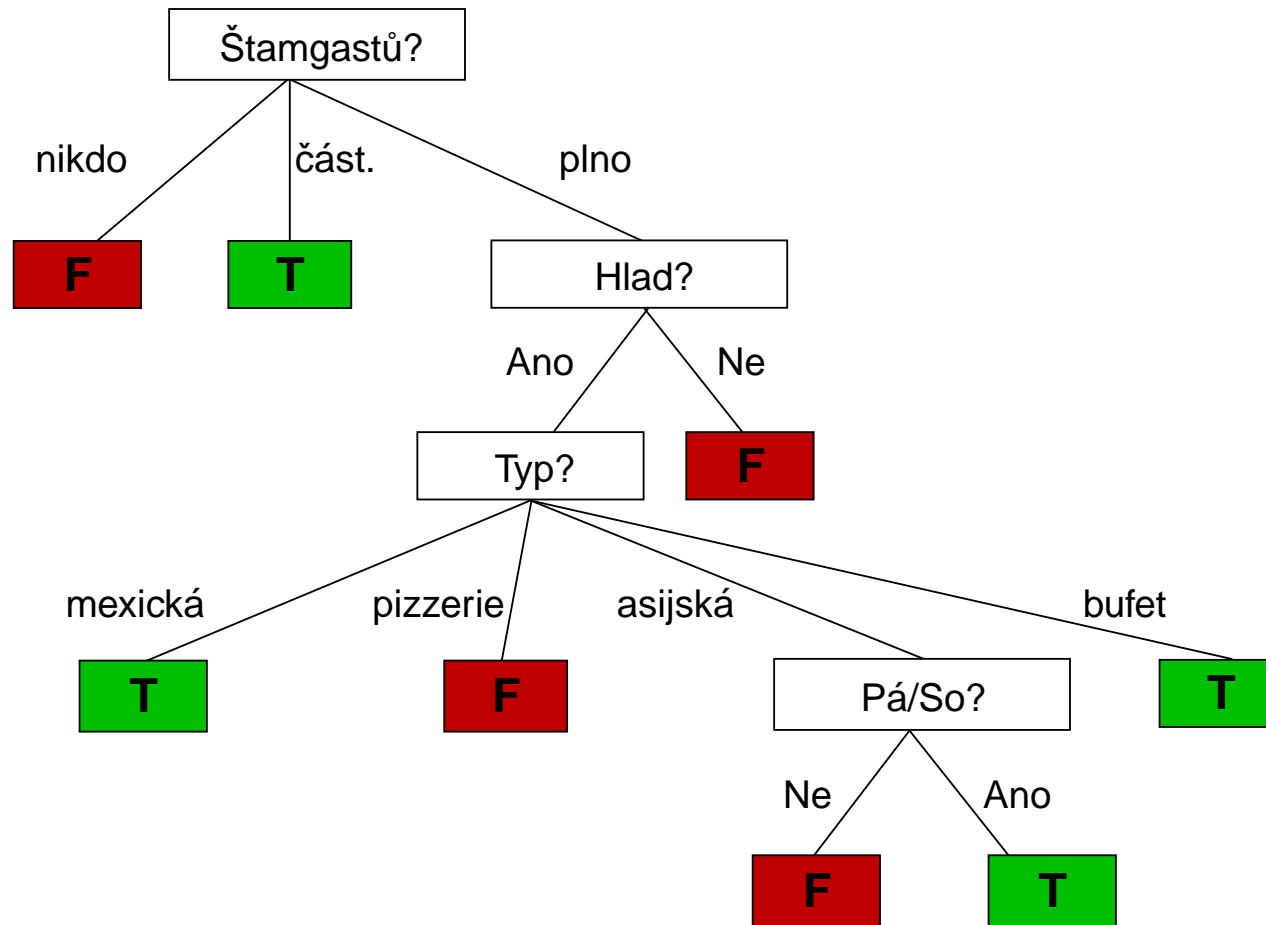 Štamgastů?
nikdo část. plno
F T Hlad?
Ano Ne
Typ? F
mexická pizzerie asijská bufet
T F Pá/So? T
Ne Ano
F T